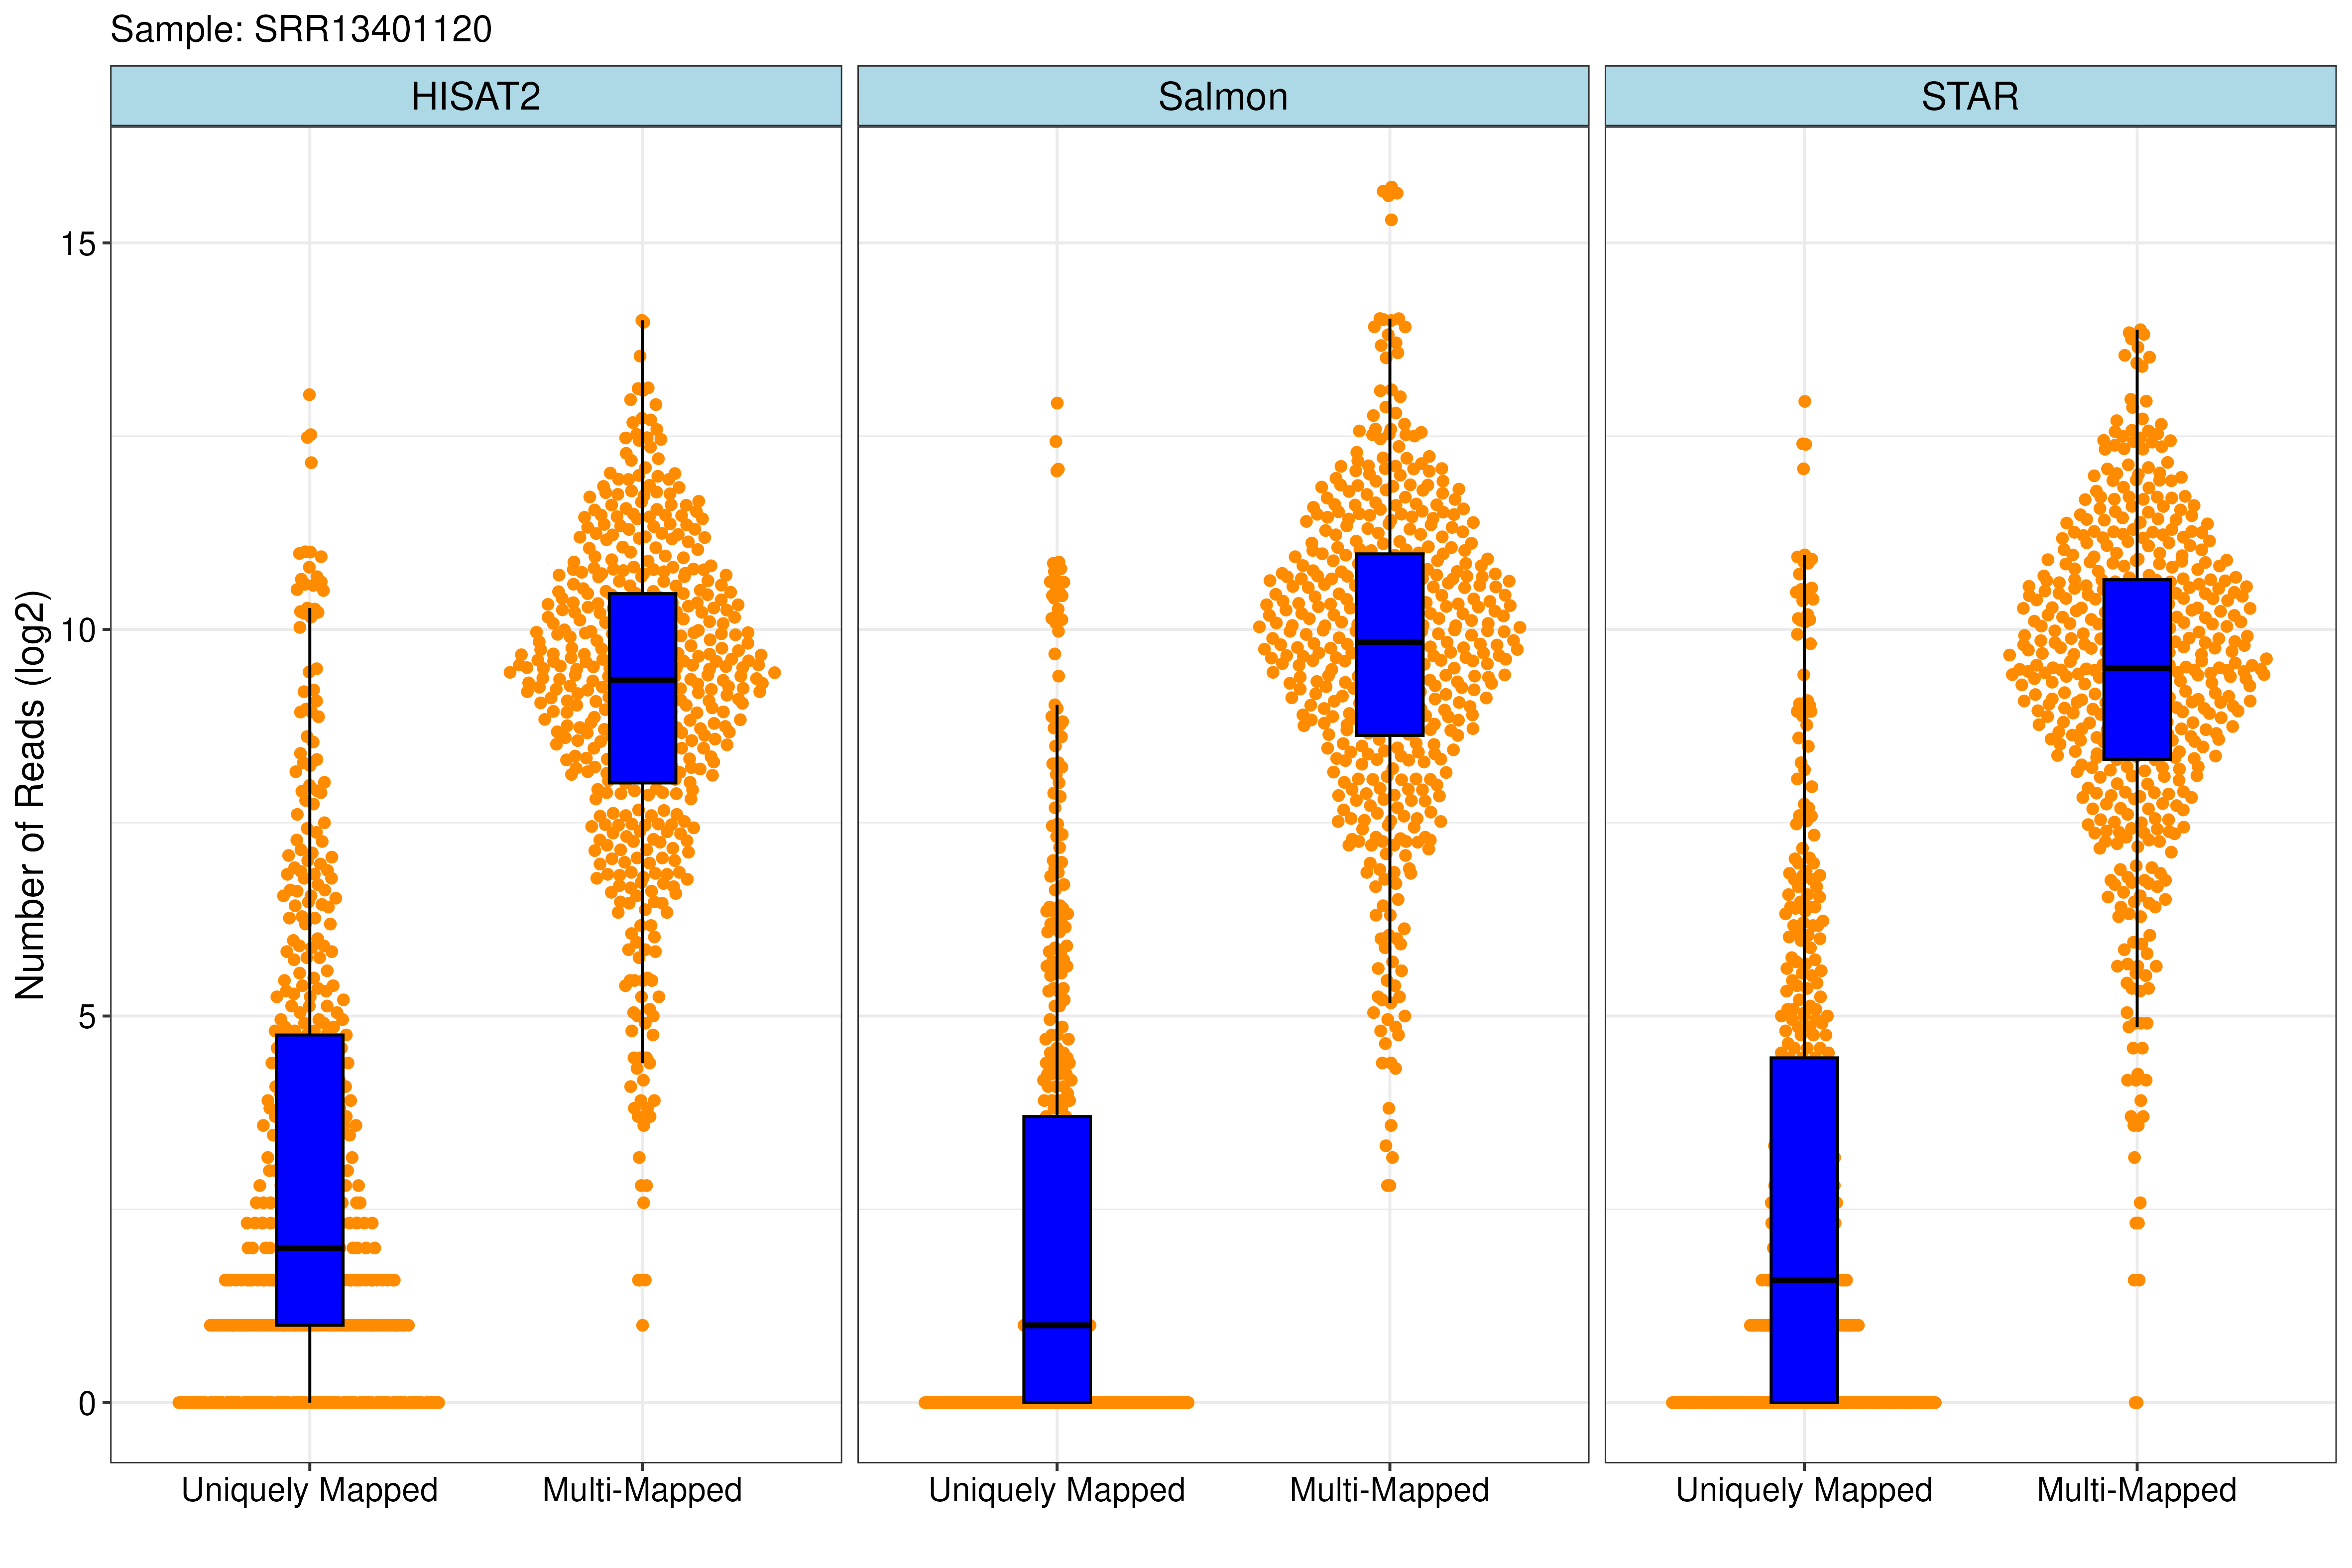 Sample: SRR13401120
HISAT2
Salmon
STAR
Number of Reads (log2)
15
10
5
0
Uniquely Mapped
Multi-Mapped
Uniquely Mapped
Multi-Mapped
Uniquely Mapped
Multi-Mapped